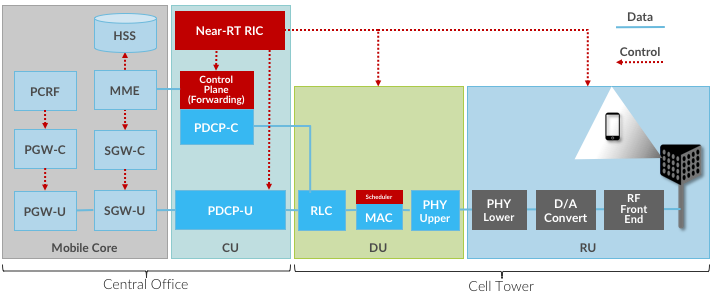 Data
Control
HSS
Near-RT RIC
PCRF
MME
Control
Plane
(Forwarding)
PDCP-C
PGW-C
SGW-C
PGW-U
SGW-U
PDCP-U
RLC
Scheduler
MAC
PHY
Upper
PHY
Lower
D/A
Convert
RF
Front
End
Mobile Core
CU
DU
RU
Central Office
Cell Tower